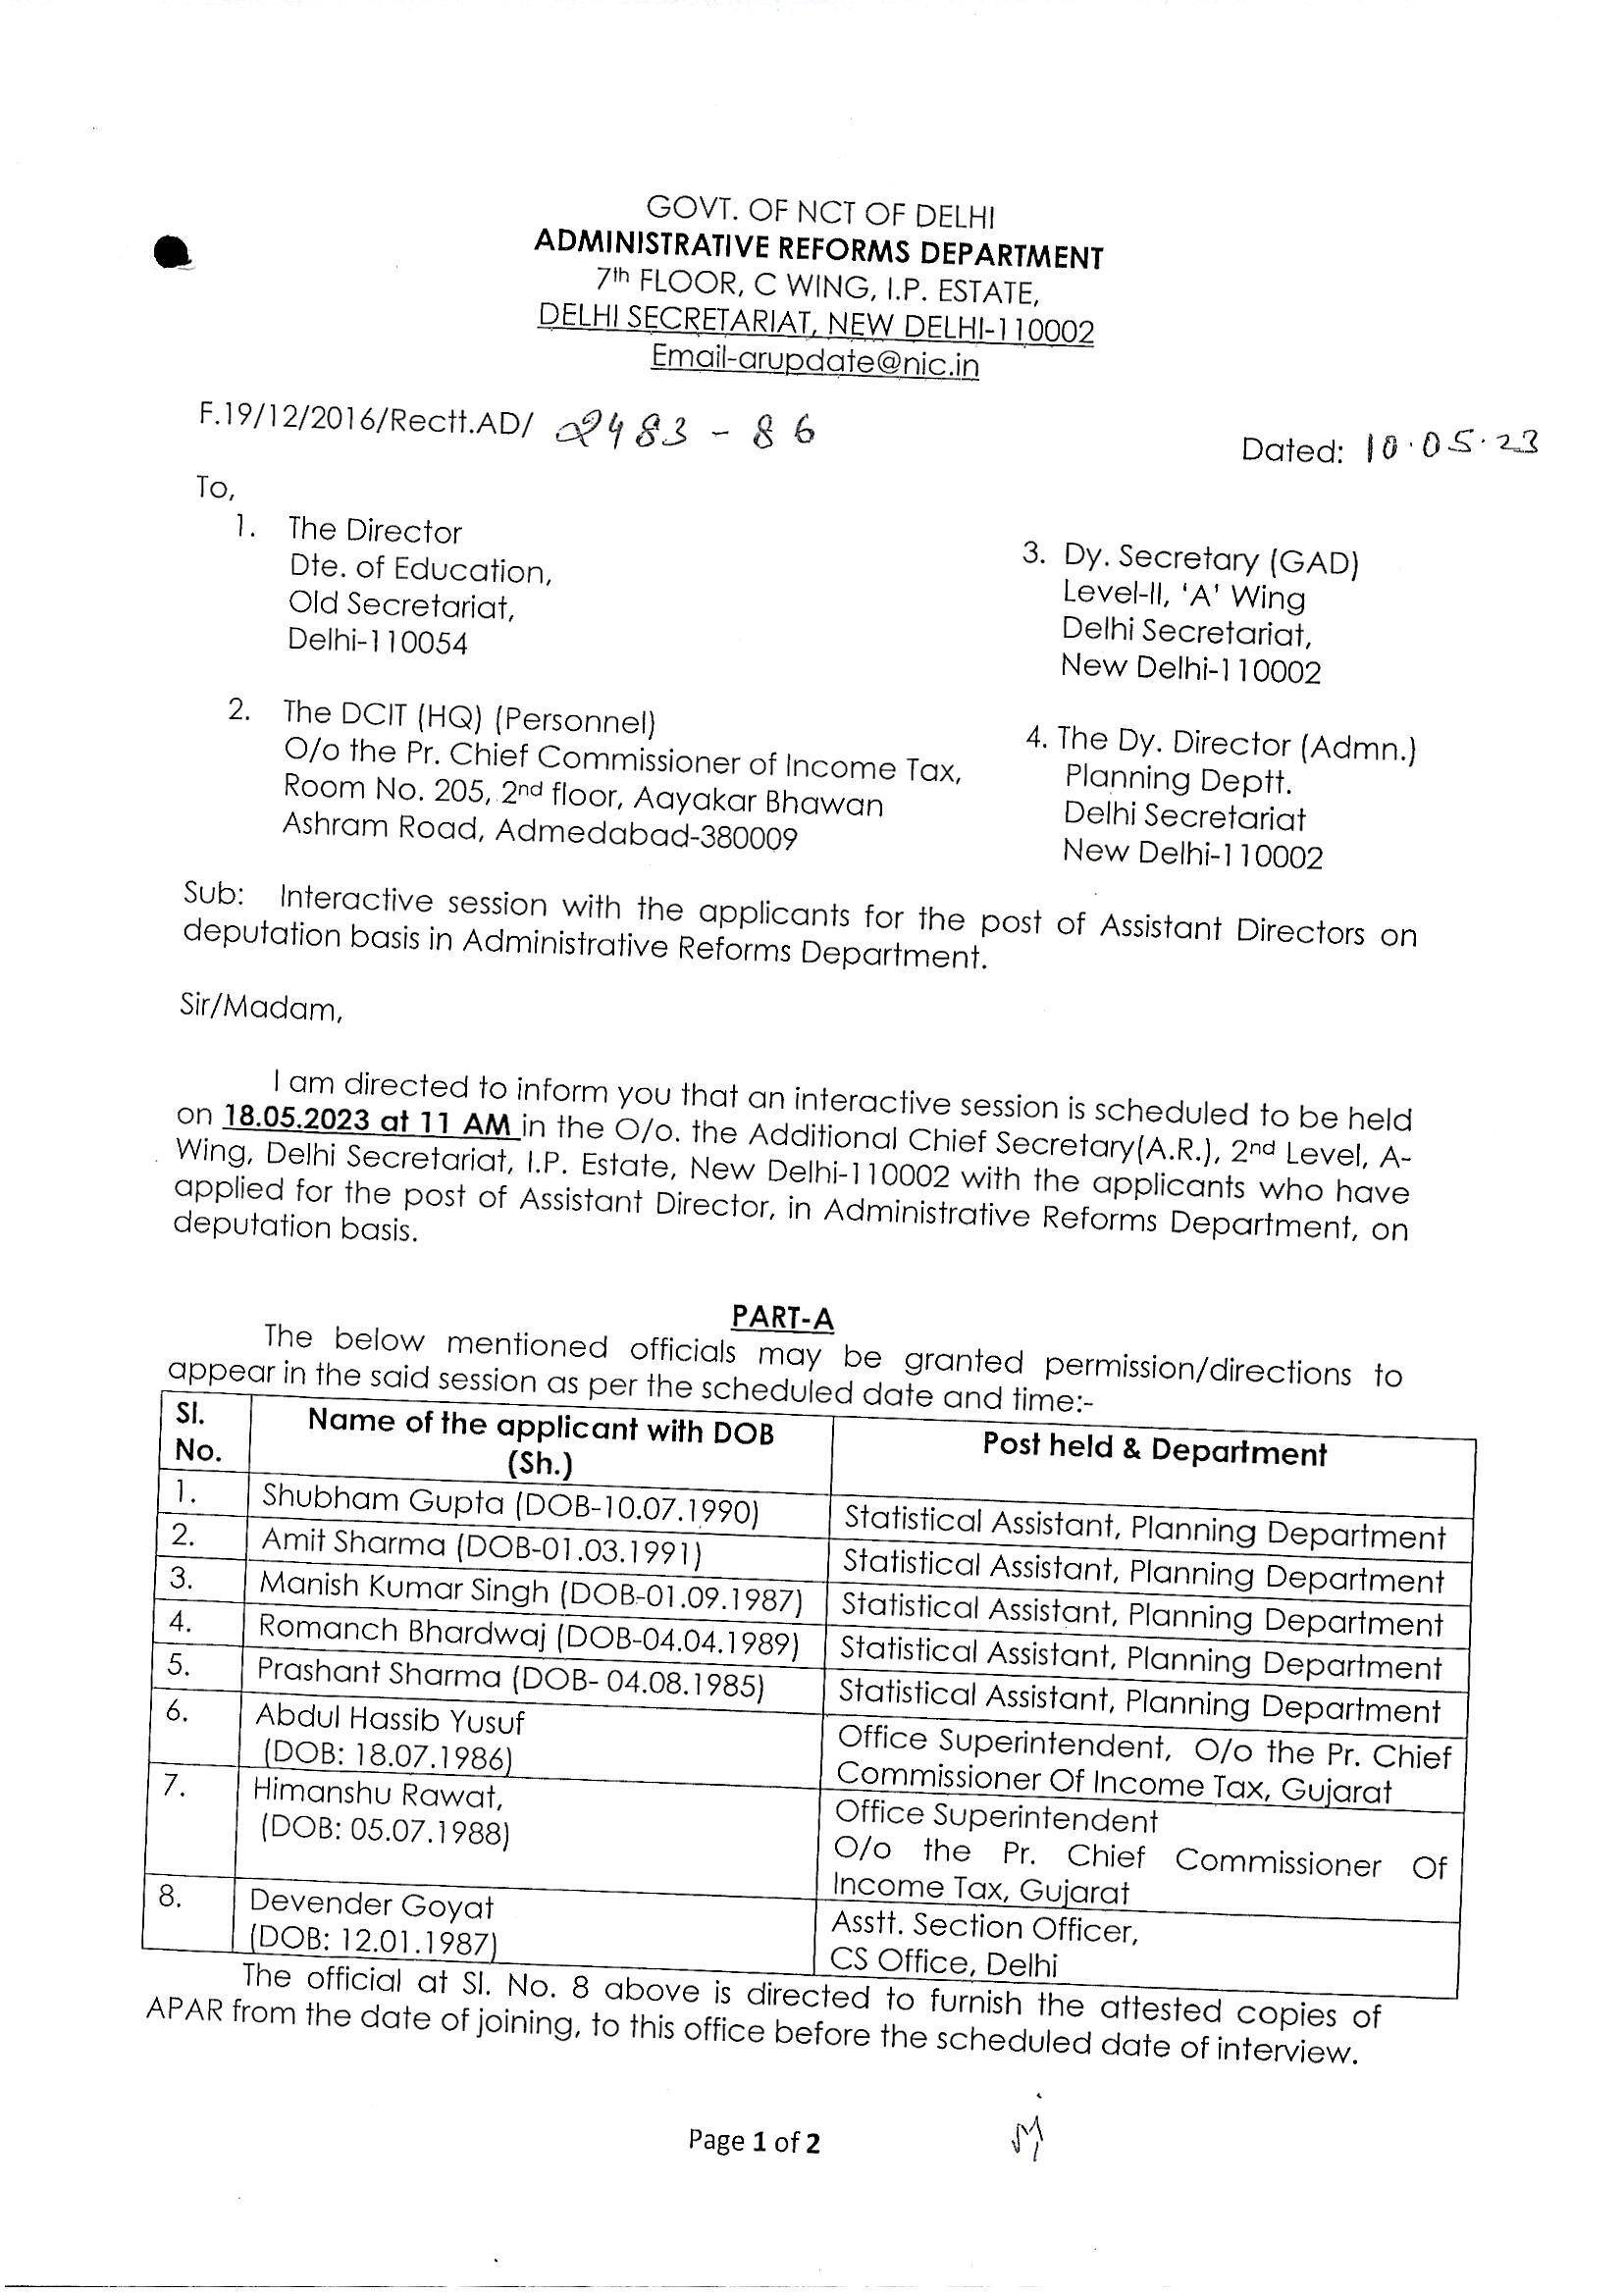 GOVT. OF NCT OF DELHI
ADMINISTRATIVE REFORMS DEPARTMENT
7th FLOOR, C WING, I.P. ESTATE,
DELHI SECRETARIAT, NEW DELHI-110002
Email-arupdate@nic.in
F.19/12/2016/Rectt.AD/ 2483 - 86
Dated: 10.05.23
To,
1. The Director
Dte. of Education,
Old Secretariat,
Delhi-110054
2. The DCIT (HQ) (Personnel)
O/o the Pr. Chief Commissioner of Income Tax,
Room No. 205, 2nd floor, Aayakar Bhawan
Ashram Road, Admedabad-380009
3. Dy. Secretary (GAD)
Level-II, 'A' Wing
Delhi Secretariat,
New Delhi-110002
4. The Dy. Director (Admn.)
Planning Deptt.
Delhi Secretariat
New Delhi-110002
Sub: Interactive session with the applicants for the post of Assistant Directors on
deputation basis in Administrative Reforms Department.
Sir/Madam,
I am directed to inform you that an interactive session is scheduled to be held
on 18.05.2023 at 11 AM in the O/o. the Additional Chief Secretary(A.R.), 2nd Level, A-
Wing, Delhi Secretariat, I.P. Estate, New Delhi-110002 with the applicants who have
applied for the post of Assistant Director, in Administrative Reforms Department, on
deputation basis.
PART-A
The below mentioned officials may be granted permission/directions to
appear in the said session as per the scheduled date and time:-
Sl. No. Name of the applicant with DOB (Sh.) Post held & Department
1. Shubham Gupta (DOB-10.07.1990) Statistical Assistant, Planning Department
2. Amit Sharma (DOB-01.03.1991) Statistical Assistant, Planning Department
3. Manish Kumar Singh (DOB-01.09.1987) Statistical Assistant, Planning Department
4. Romanch Bhardwaj (DOB-04.04.1989) Statistical Assistant, Planning Department
5. Prashant Sharma (DOB- 04.08.1985) Statistical Assistant, Planning Department
6. Abdul Hassib Yusuf
(DOB: 18.07.1986)
Office Superintendent, O/o the Pr. Chief
Commissioner Of Income Tax, Gujarat
7. Himanshu Rawat,
(DOB: 05.07.1988)
Office Superintendent
O/o the Pr. Chief Commissioner Of
Income Tax, Gujarat
8. Devender Goyat
(DOB: 12.01.1987)
Asstt. Section Officer,
CS Office, Delhi
The official at Sl. No. 8 above is directed to furnish the attested copies of
APAR from the date of joining, to this office before the scheduled date of interview.
Page 1 of 2